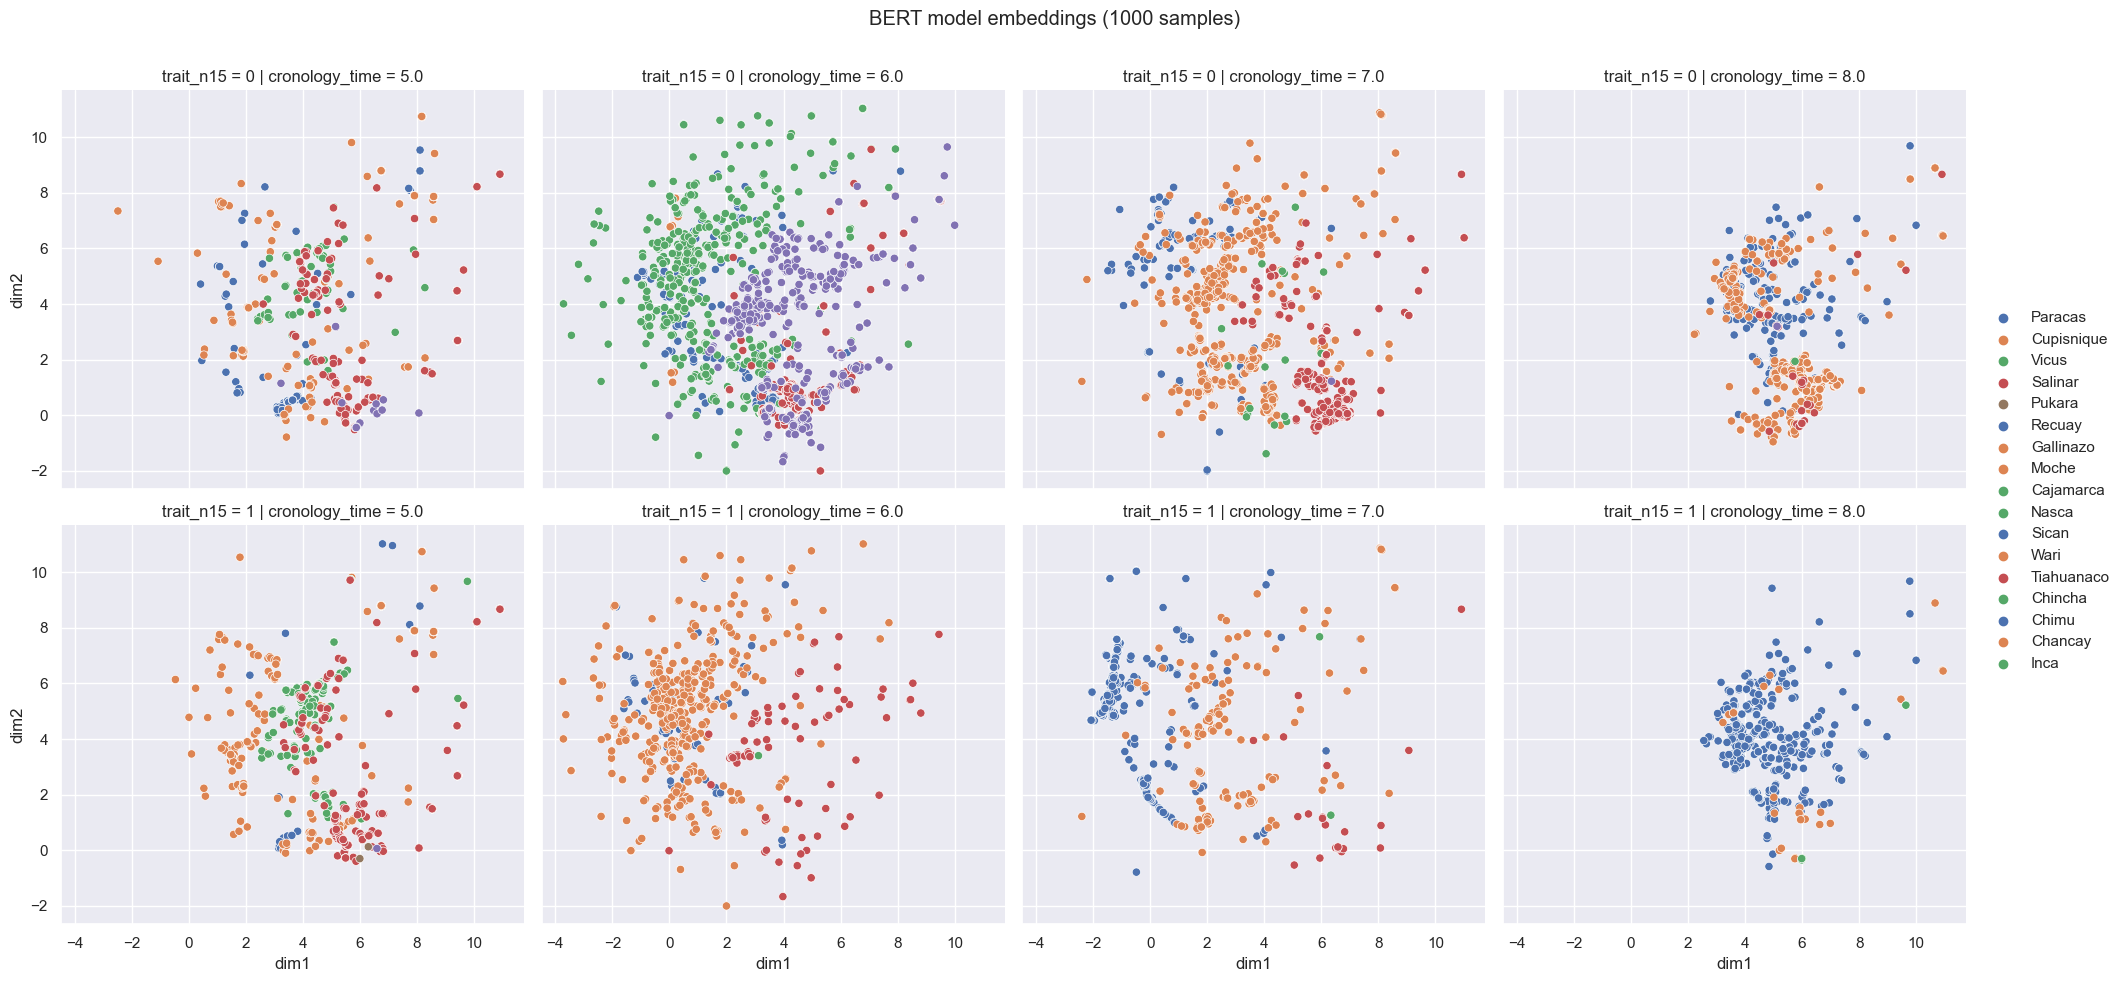 BERT model embeddings (1000 samples)
trait_n15 = 0 | cronology_time = 5.0
trait_n15 = 0 | cronology_time = 6.0
trait_n15 = 0 | cronology_time = 7.0
trait_n15 = 0 | cronology_time = 8.0
10
8
6
4
2
0
−2
dim2
trait_n15 = 1 | cronology_time = 5.0
trait_n15 = 1 | cronology_time = 6.0
trait_n15 = 1 | cronology_time = 7.0
trait_n15 = 1 | cronology_time = 8.0
10
8
6
4
2
0
−2
dim2
−4 −2 0 2 4 6 8 10
−4 −2 0 2 4 6 8 10
−4 −2 0 2 4 6 8 10
−4 −2 0 2 4 6 8 10
dim1
dim1
dim1
dim1
Paracas
Cupisnique
Vicus
Salinar
Pukara
Recuay
Gallinazo
Moche
Cajamarca
Nasca
Sican
Wari
Tiahuanaco
Chincha
Chimu
Chancay
Inca